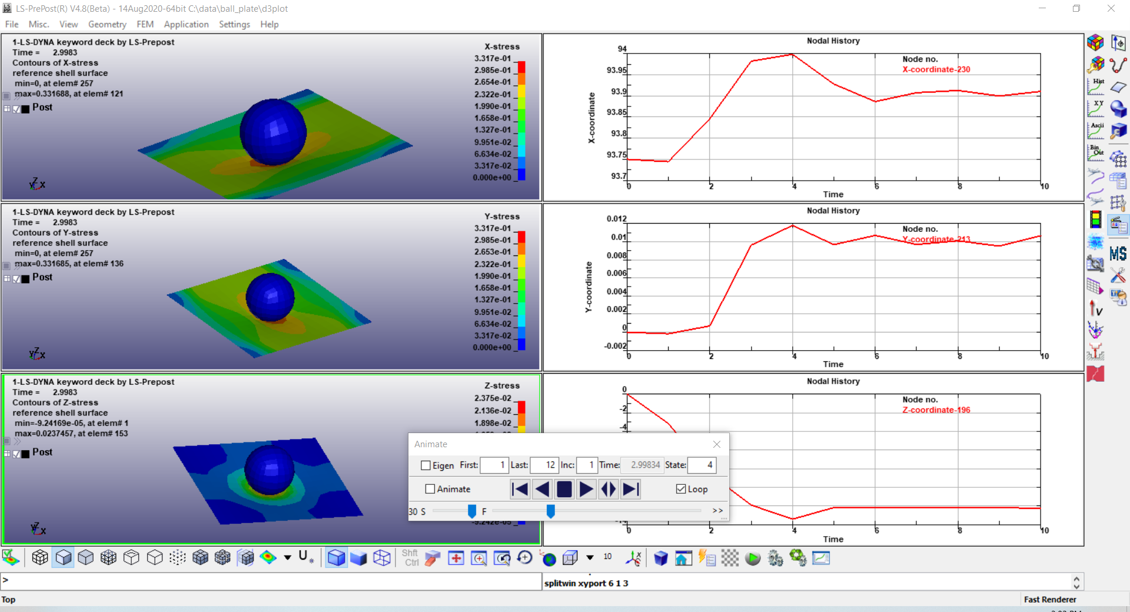 LS-PrePost(R) V4.8(Beta) - 14Aug2020-64bit C:\data\ball_plate\d3plot
File Misc. View Geometry FEM Application Settings Help
1-LS-DYNA keyword deck by LS-Prepost
Time = 2.9983
Contours of X-stress
reference shell surface
min=0, at elem# 257
max=0.331688, at elem# 121
Post
X-stress
3.317e-01
2.985e-01
2.654e-01
2.322e-01
1.990e-01
1.658e-01
1.327e-01
9.951e-02
6.634e-02
3.317e-02
0.000e+00
Z
Y X
Nodal History
Node no.
X-coordinate-230
X-coordinate
94
93.95
93.9
93.85
93.8
93.75
93.7
0 2 4 6 8 10
Time
1-LS-DYNA keyword deck by LS-Prepost
Time = 2.9983
Contours of Y-stress
reference shell surface
min=0, at elem# 257
max=0.331685, at elem# 136
Post
Y-stress
3.317e-01
2.985e-01
2.653e-01
2.322e-01
1.990e-01
1.658e-01
1.327e-01
9.951e-02
6.634e-02
3.317e-02
0.000e+00
Z
Y X
Nodal History
Node no.
Y-coordinate-213
Y-coordinate
0.012
0.01
0.008
0.006
0.004
0.002
0
-0.002
0 2 4 6 8 10
Time
1-LS-DYNA keyword deck by LS-Prepost
Time = 2.9983
Contours of Z-stress
reference shell surface
min=-9.24169e-05, at elem# 1
max=0.0237457, at elem# 153
Post
Z-stress
2.375e-02
2.136e-02
1.898e-02
Z
Y X
Nodal History
Node no.
Z-coordinate-196
0
-2
-4
6 8 10
Time
Animate
Eigen First: 1 Last: 12 Inc: 1 Time: 2.99834 State: 4
Animate Loop
30 S F >>
Hist
XY
Ascii
Bin
Out
MS
V
Shft
Ctrl
U
10
>
splitwin xyport 6 1 3
Top
Fast Renderer